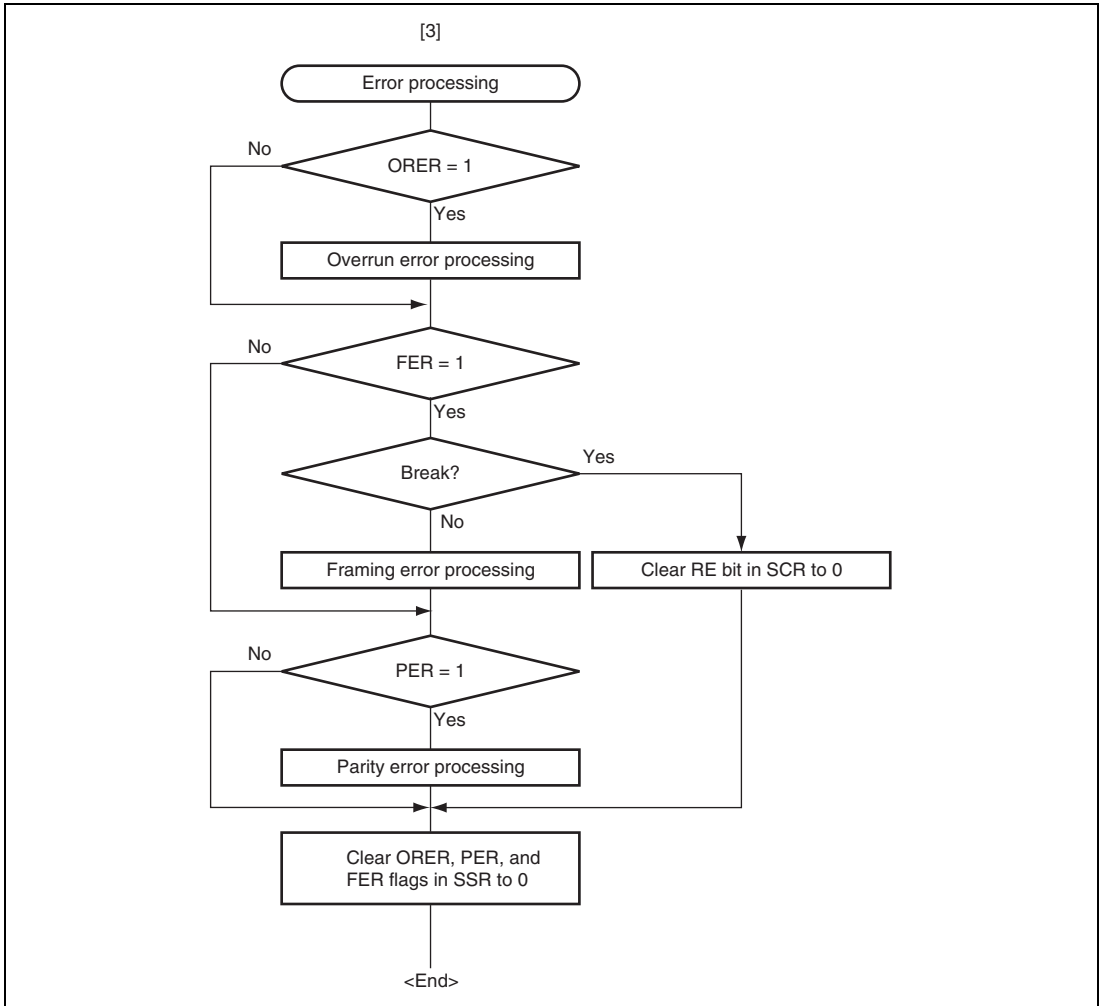 [3]
Error processing
No
ORER = 1
Yes
Overrun error processing
No
FER = 1
Yes
Break?
Yes
No
Framing error processing
Clear RE bit in SCR to 0
No
PER = 1
Yes
Parity error processing
Clear ORER, PER, and
FER flags in SSR to 0
<End>